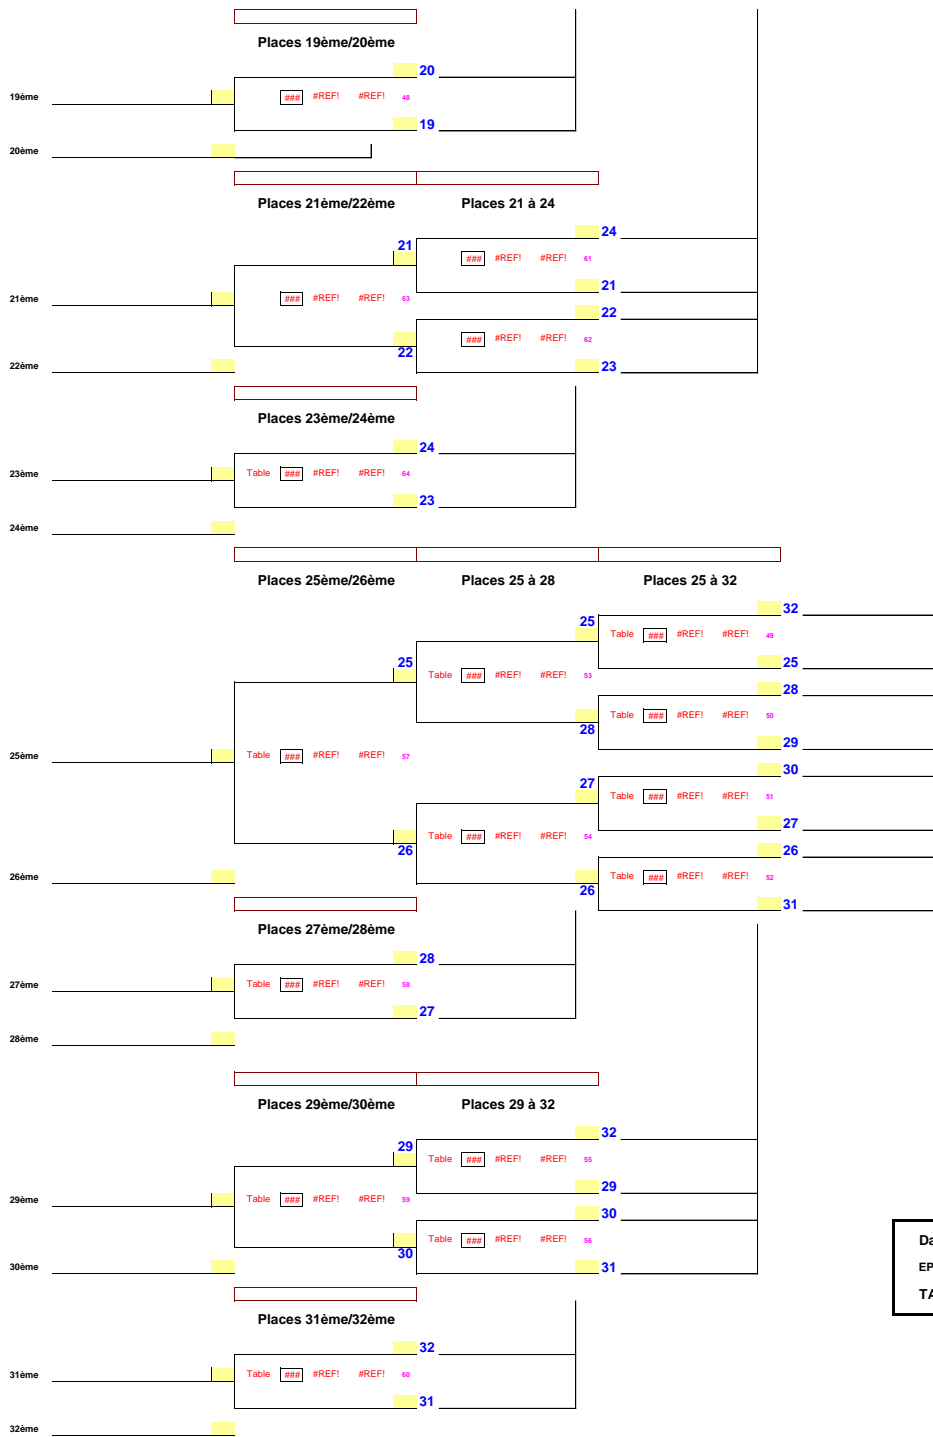 Places 19ème/20ème
20
19ème ### #REF! #REF! 48
19
20ème
Places 21ème/22ème Places 21 à 24
24
21
### #REF! #REF! 61
21
21ème ### #REF! #REF! 63
22
### #REF! #REF! 62
22
22ème 23
Places 23ème/24ème
24
23ème Table ### #REF! #REF! 64
23
24ème
Places 25ème/26ème Places 25 à 28 Places 25 à 32
32
25
Table ### #REF! #REF! 49
25 25
Table ### #REF! #REF! 53
28
Table ### #REF! #REF! 50
28
29
25ème Table ### #REF! #REF! 57
30
27
Table ### #REF! #REF! 51
27
Table ### #REF! #REF! 54
26 26
26ème Table ### #REF! #REF! 52
26
31
Places 27ème/28ème
28
27ème Table ### #REF! #REF! 58
27
28ème
Places 29ème/30ème Places 29 à 32
32
29
Table ### #REF! #REF! 55
29
29ème Table ### #REF! #REF! 59
30
Table ### #REF! #REF! 56
Da
30
30ème 31
EP
TA
Places 31ème/32ème
32
31ème Table ### #REF! #REF! 60
31
32ème